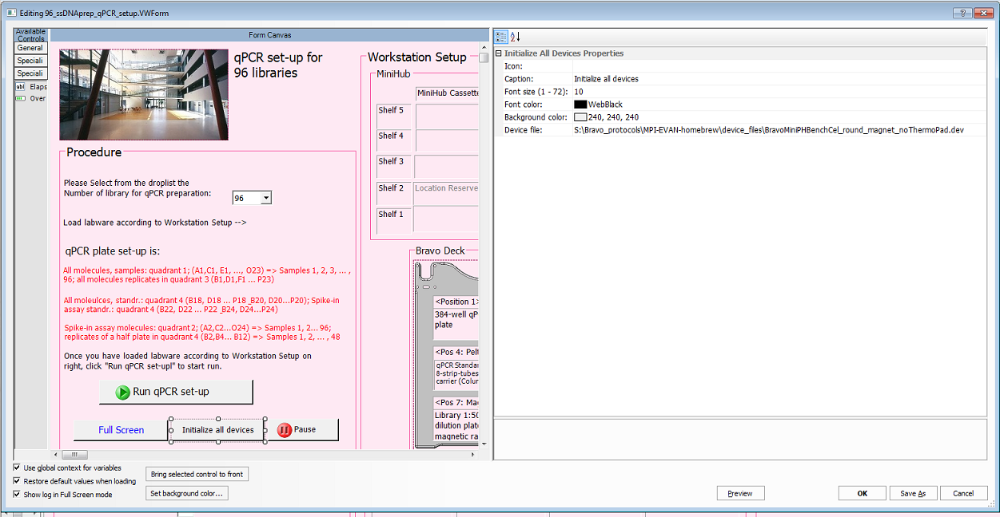 Editing 96_ssDNAprep_qPCR_setup.VWForm
Available
Controls
General
Speciali
Speciali
abl Elaps
Over
Form Canvas
qPCR set-up for
96 libraries
Procedure
Please Select from the droplist the
Number of library for qPCR preparation:
96
Load labware according to Workstation Setup -->
qPCR plate set-up is:
All molecules, samples: quadrant 1; (A1,C1, E1, ..., O23) => Samples 1, 2, 3, ... ,
96; all molecules replicates in quadrant 3 (B1,D1,F1 ... P23)
All moleulces, standr.: quadrant 4 (B18, D18 ... P18 _B20, D20...P20); Spike-in
assay standr.: quadrant 4 (B22, D22 ... P22 _B24, D24...P24)
Spike-in assay molecules: quadrant 2; (A2,C2...O24) => Samples 1, 2... 96;
replicates of a half plate in quadrant 4 (B2,B4... B12) => Samples 1, 2, ... , 48
Once you have loaded labware according to Workstation Setup on
right, click "Run qPCR set-upl" to start run.
Run qPCR set-up
Full Screen
Initialize all devices
Pause
Workstation Setup
MiniHub
MiniHub Cassette
Shelf 5
Shelf 4
Shelf 3
Shelf 2
Location Reserve
Shelf 1
Bravo Deck
<Position 1>
384-well qP
plate
<Pos 4: Pelt
qPCR Standar
8-strip-tubes
carrier (Colur
<Pos 7: Mag
Library 1:50
dilution plate
magnetic ra
Initialize All Devices Properties
Icon:
Caption: Initialize all devices
Font size (1 - 72): 10
Font color: WebBlack
Background color: 240, 240, 240
Device file: S:\Bravo_protocols\MPI-EVAN-homebrew\device_files\BravoMiniPHBenchCel_round_magnet_noThermoPad.dev
Use global context for variables
Restore default values when loading
Show log in Full Screen mode
Bring selected control to front
Set background color...
Preview
OK
Save As
Cancel